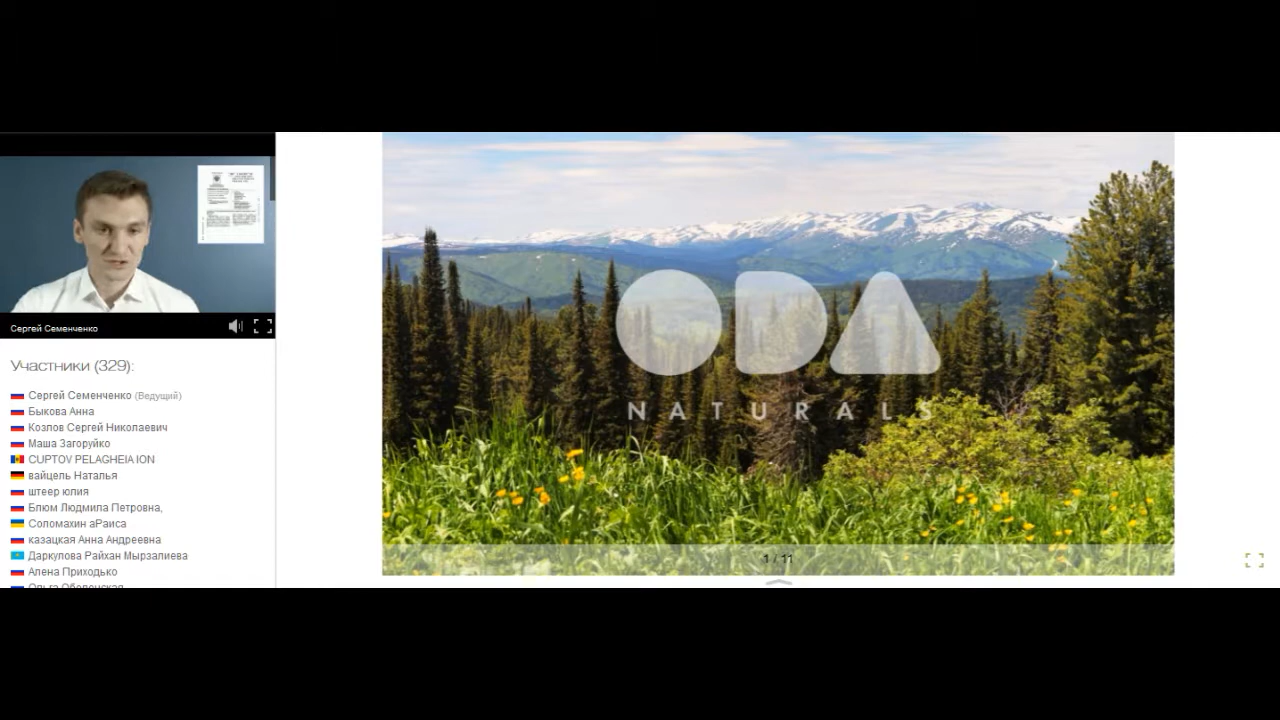 Сергей Семенченко
Участники (329):
Сергей Семенченко (Ведущий)
Быкова Анна
Козлов Сергей Николаевич
Маша Загоруйко
CUPTOV PELAGHEIA ION
вайцель Наталья
штеер юлия
Блюм Людмила Петровна,
Соломахин аРаиса
казацкая Анна Андреевна
Даркулова Райхан Мырзалиева
Алена Приходько
Ольга Оболенская
ODA
NATURALS
1 / 11